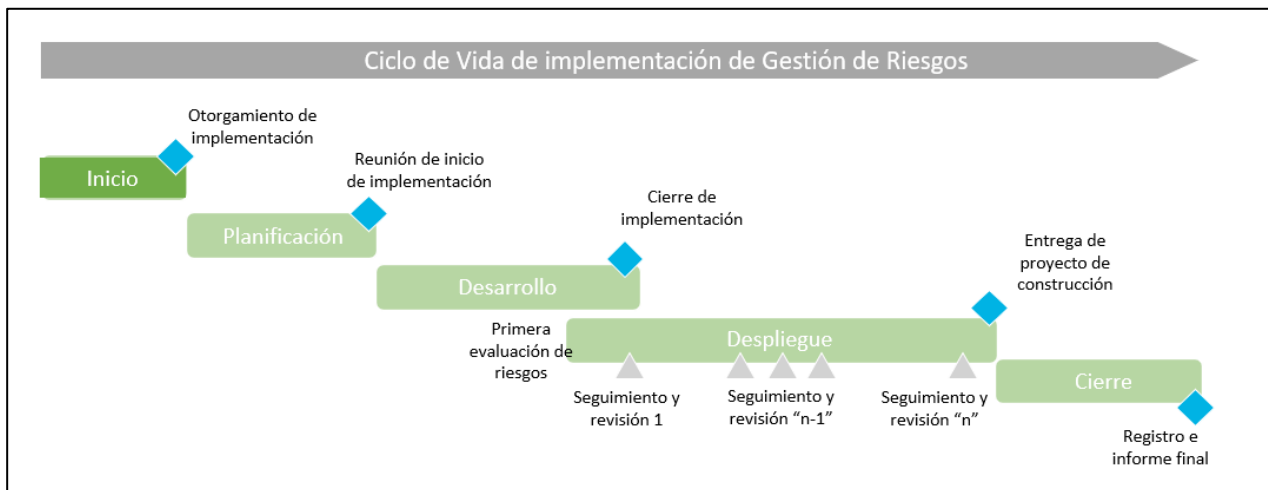 Ciclo de Vida de implementación de Gestión de Riesgos
Otorgamiento de
implementación
Inicio
Reunión de inicio
de implementación
Planificación
Cierre de
implementación
Desarrollo
Entrega de
proyecto de
construcción
Primera
evaluación de
riesgos
Despliegue
Seguimiento y
revisión 1
Seguimiento y
revisión “n-1”
Seguimiento y
revisión “n”
Cierre
Registro e
informe final